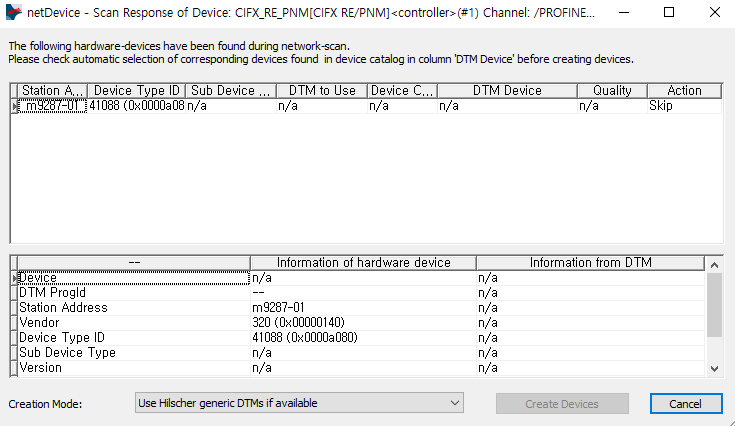 netDevice - Scan Response of Device: CIFX_RE_PNM[CIFX RE/PNM]<controller>(#1) Channel: /PROFINE...
The following hardware-devices have been found during network-scan.
Please check automatic selection of corresponding devices found in device catalog in column 'DTM Device' before creating devices.
Station A... Device Type ID Sub Device ... DTM to Use Device C... DTM Device Quality Action
m9287-01 41088 (0x0000a08 n/a n/a n/a n/a n/a Skip
-- Information of hardware device Information from DTM
Device n/a n/a
DTM ProgId -- n/a
Station Address m9287-01 n/a
Vendor 320 (0x00000140) n/a
Device Type ID 41088 (0x0000a080) n/a
Sub Device Type n/a n/a
Version n/a n/a
Creation Mode: Use Hilscher generic DTMs if available Create Devices Cancel